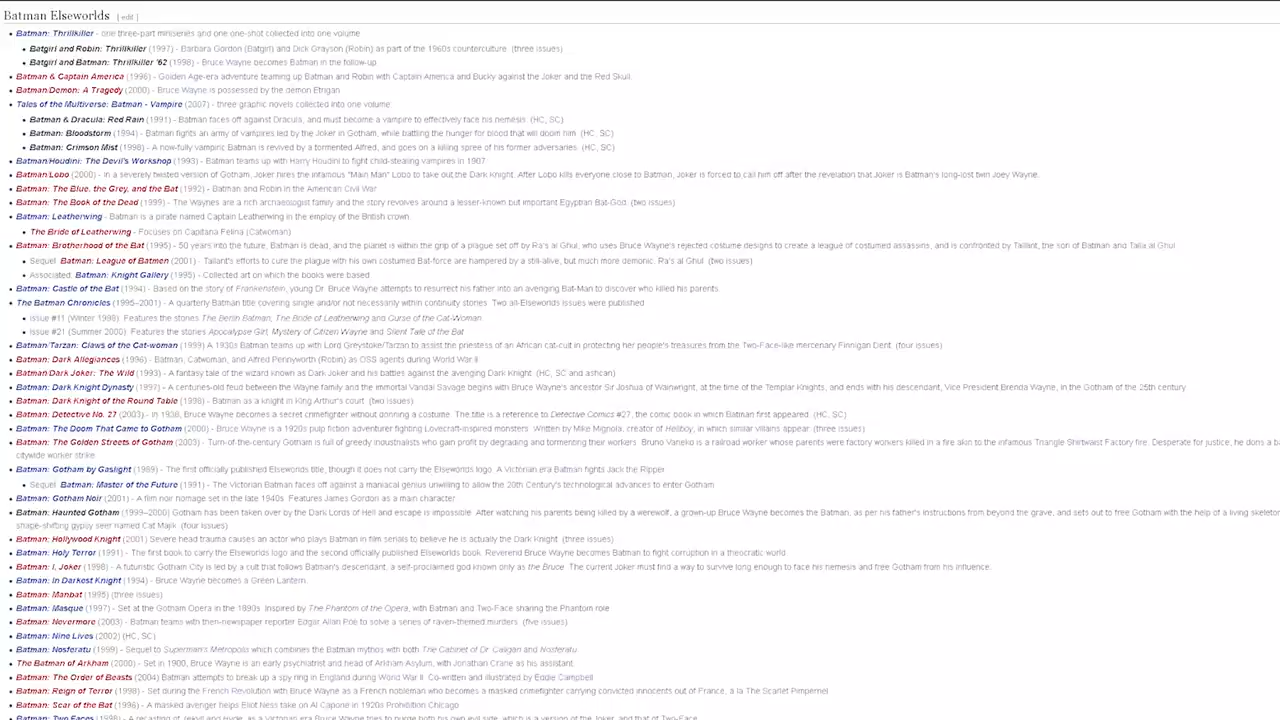 Batman Elseworlds [ edit ]
Batman: Thrillkiller - one three-part miniseries and one one-shot collected into one volume
Batgirl and Robin: Thrillkiller (1997) - Barbara Gordon (Batgirl) and Dick Grayson (Robin) as part of the 1960s counterculture (three issues)
Batgirl and Batman: Thrillkiller '62 (1998) - Bruce Wayne becomes Batman in the follow-up
Batman & Captain America (1996) - Golden Age-era adventure teaming up Batman and Robin with Captain America and Bucky against the Joker and the Red Skull.
Batman/Demon: A Tragedy (2000) - Bruce Wayne is possessed by the demon Etrigan
Tales of the Multiverse: Batman - Vampire (2007) - three graphic novels collected into one volume:
Batman & Dracula: Red Rain (1991) - Batman faces off against Dracula, and must become a vampire to effectively face his nemesis. (HC, SC)
Batman: Bloodstorm (1994) - Batman fights an army of vampires led by the Joker in Gotham, while battling the hunger for blood that will doom him (HC, SC)
Batman: Crimson Mist (1998) - A now-fully vampiric Batman is revived by a tormented Alfred, and goes on a killing spree of his former adversaries. (HC, SC)
Batman/Houdini: The Devil's Workshop (1993) - Batman teams up with Harry Houdini to fight child-stealing vampires in 1907
Batman/Lobo (2000) - In a severely twisted version of Gotham, Joker hires the infamous "Main Man" Lobo to take out the Dark Knight. After Lobo kills everyone close to Batman, Joker is forced to call him off after the revelation that Joker is Batman's long-lost twin Joey Wayne.
Batman: The Blue, the Grey, and the Bat (1992) - Batman and Robin in the American Civil War
Batman: The Book of the Dead (1999) - The Waynes are a rich archaeologist family and the story revolves around a lesser-known but important Egyptian Bat-God. (two issues)
Batman: Leatherwing - Batman is a pirate named Captain Leatherwing in the employ of the British crown
The Bride of Leatherwing - Focuses on Capitana Felina (Catwoman)
Batman: Brotherhood of the Bat (1995) - 50 years into the future, Batman is dead, and the planet is within the grip of a plague set off by Ra's al Ghul, who uses Bruce Wayne's rejected costume designs to create a league of costumed assassins, and is confronted by Tallant, the son of Batman and Talia al Ghul
Sequel: Batman: League of Batmen (2001) - Tallant's efforts to cure the plague with his own costumed Bat-force are hampered by a still-alive, but much more demonic, Ra's al Ghul (two issues)
Associated: Batman: Knight Gallery (1995) - Collected art on which the books were based.
Batman: Castle of the Bat (1994) - Based on the story of Frankenstein, young Dr. Bruce Wayne attempts to resurrect his father into an avenging Bat-Man to discover who killed his parents.
The Batman Chronicles (1995–2001) - A quarterly Batman title covering single and/or not necessarily within continuity stories. Two all-Elseworlds issues were published
Issue #11 (Winter 1998). Features the stories The Berlin Batman, The Bride of Leatherwing and Curse of the Cat-Woman.
Issue #21 (Summer 2000). Features the stories Apocalypse Girl, Mystery of Citizen Wayne and Silent Tale of the Bat
Batman/Tarzan: Claws of the Cat-woman (1999) A 1930s Batman teams up with Lord Greystoke/Tarzan to assist the priestess of an African cat-cult in protecting her people's treasures from the Two-Face-like mercenary Finnigan Dent. (four issues)
Batman: Dark Allegiances (1996) - Batman, Catwoman, and Alfred Pennyworth (Robin) as OSS agents during World War II
Batman/Dark Joker: The Wild (1993) - A fantasy tale of the wizard known as Dark Joker and his battles against the avenging Dark Knight. (HC, SC and ashcan)
Batman: Dark Knight Dynasty (1997) - A centuries-old feud between the Wayne family and the immortal Vandal Savage begins with Bruce Wayne's ancestor Sir Joshua of Wainwright, at the time of the Templar Knights, and ends with his descendant, Vice President Brenda Wayne, in the Gotham of the 25th century
Batman: Dark Knight of the Round Table (1998) - Batman as a knight in King Arthur's court. (two issues)
Batman: Detective No. 27 (2003) - In 1938, Bruce Wayne becomes a secret crimefighter without donning a costume. The title is a reference to Detective Comics #27, the comic book in which Batman first appeared. (HC, SC)
Batman: The Doom That Came to Gotham (2000) - Bruce Wayne is a 1920s pulp fiction adventurer fighting Lovecraft-inspired monsters. Written by Mike Mignola, creator of Hellboy, in which similar villains appear. (three issues)
Batman: The Golden Streets of Gotham (2003) - Turn-of-the-century Gotham is full of greedy industrialists who gain profit by degrading and tormenting their workers. Bruno Vaneko is a railroad worker whose parents were factory workers killed in a fire akin to the infamous Triangle Shirtwaist Factory fire. Desperate for justice, he dons a
citywide worker strike.
Batman: Gotham by Gaslight (1989) - The first officially published Elseworlds title, though it does not carry the Elseworlds logo. A Victorian era Batman fights Jack the Ripper
Sequel: Batman: Master of the Future (1991) - The Victorian Batman faces off against a maniacal genius unwilling to allow the 20th Century's technological advances to enter Gotham
Batman: Gotham Noir (2001) - A film noir homage set in the late 1940s. Features James Gordon as a main character.
Batman: Haunted Gotham (1999–2000) Gotham has been taken over by the Dark Lords of Hell and escape is impossible. After watching his parents being killed by a werewolf, a grown-up Bruce Wayne becomes the Batman, as per his father's instructions from beyond the grave, and sets out to free Gotham with the help of a living
shape-shifting gypsy seer named Cat Majik. (four issues)
Batman: Hollywood Knight (2001) Severe head trauma causes an actor who plays Batman in film serials to believe he is actually the Dark Knight. (three issues)
Batman: Holy Terror (1991) - The first book to carry the Elseworlds logo and the second officially published Elseworlds book. Reverend Bruce Wayne becomes Batman to fight corruption in a theocratic world.
Batman: I, Joker (1998) - A futuristic Gotham City is led by a cult that follows Batman's descendant, a self-proclaimed god known only as the Bruce. The current Joker must find a way to survive long enough to face his nemesis and free Gotham from his influence.
Batman: In Darkest Knight (1994) - Bruce Wayne becomes a Green Lantern.
Batman: Manbat (1995) (three issues)
Batman: Masque (1997) - Set at the Gotham Opera in the 1890s. Inspired by The Phantom of the Opera, with Batman and Two-Face sharing the Phantom role
Batman: Nevermore (2003) - Batman teams with then-newspaper reporter Edgar Allan Poe to solve a series of raven-themed murders. (five issues)
Batman: Nine Lives (2002) (HC, SC)
Batman: Nosferatu (1999) - Sequel to Superman's Metropolis which combines the Batman mythos with both The Cabinet of Dr. Caligari and Nosferatu.
The Batman of Arkham (2000) - Set in 1900, Bruce Wayne is an early psychiatrist and head of Arkham Asylum, with Jonathan Crane as his assistant.
Batman: The Order of Beasts (2004) Batman attempts to break up a spy ring in England during World War II. Co-written and illustrated by Eddie Campbell
Batman: Reign of Terror (1998) - Set during the French Revolution with Bruce Wayne as a French nobleman who becomes a masked crimefighter carrying convicted innocents out of France, a la The Scarlet Pimpernel
Batman: Scar of the Bat (1996) - A masked avenger helps Eliot Ness take on Al Capone in 1920s Prohibition Chicago
Batman: Two Faces (1998) - A recasting of Jekyll and Hyde, as a Victorian era Bruce Wayne tries to purge both his own evil side, which is a version of the Joker, and that of Two-Face